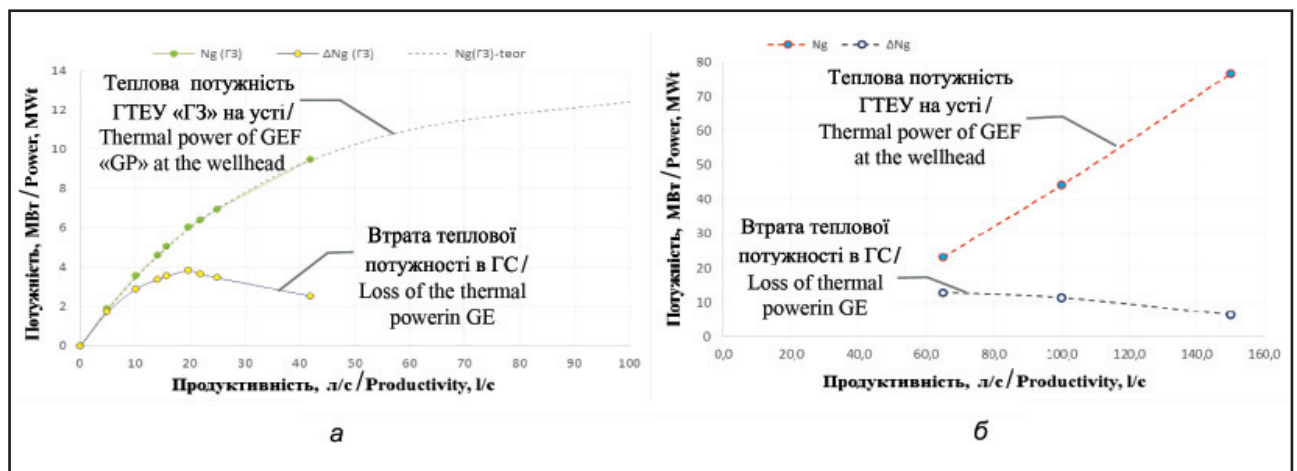 Ng (ГЗ) ΔNg (ГЗ) Ng(ГЗ)-теор
14
12
10
8
6
4
2
0
Потужність, МВт / Power, MWt
Теплова потужність
ГТЕУ «ГЗ» на усті /
Thermal power of GEF
«GP» at the wellhead
Втрата теплової
потужності в ГС /
Loss of the thermal
powerin GE
0 10 20 30 40 50 60 70 80 90 100
Продуктивність, л/с / Productivity, l/c
а
Ng ΔNg
80
70
60
50
40
30
20
10
0
Потужність, МВт / Power, MWt
Теплова потужність
ГТЕУ на усті /
Thermal power of GEF
at the wellhead
Втрата теплової
потужності в ГС /
Loss of thermal
powerin GE
0,0 20,0 40,0 60,0 80,0 100,0 120,0 140,0 160,0
Продуктивність, л/с / Productivity, l/c
б